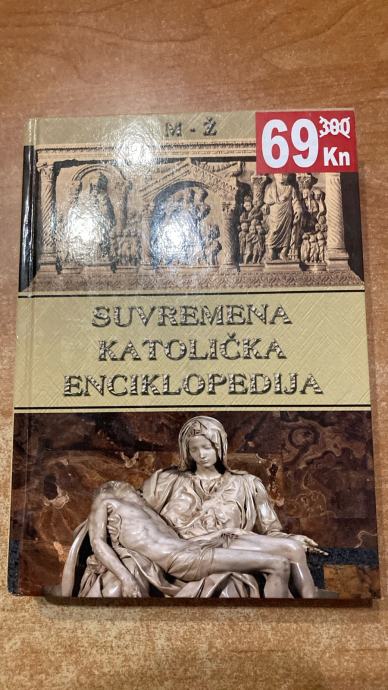 M - Ž
69 380 Kn
SUVREMENA
KATOLIČKA
ENCIKLOPEDIJA